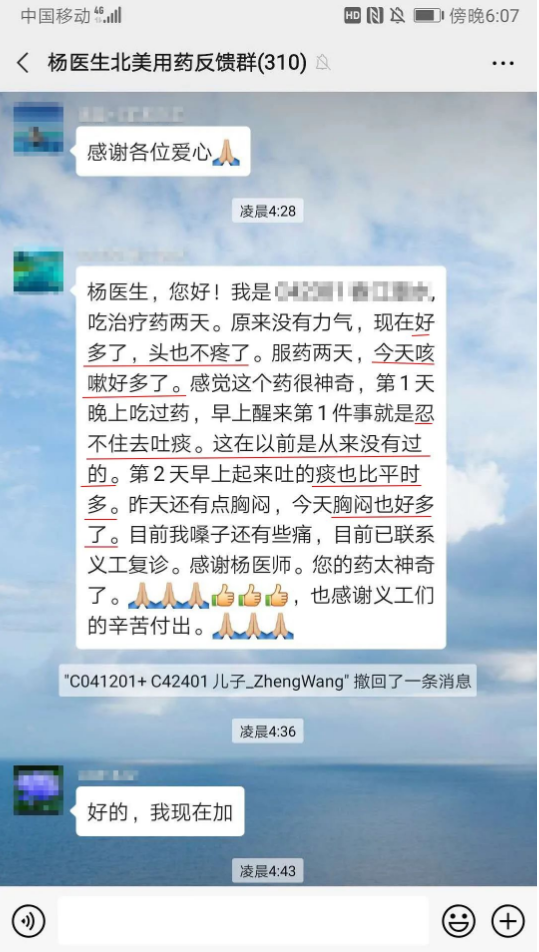 中国移动 4G
HD 傍晚6:07
杨医生北美用药反馈群(310)
感谢各位爱心🙏
凌晨4:28
杨医生，您好！我是
吃治疗药两天。原来没有力气，现在好
多了，头也不疼了。服药两天，今天咳
嗽好多了。感觉这个药很神奇，第1天
晚上吃过药，早上醒来第1件事就是忍
不住去吐痰。这在以前是从来没有过
的。第2天早上起来吐的痰也比平时
多。昨天还有点胸闷，今天胸闷也好多
了。目前我嗓子还有些痛，目前已联系
义工复诊。感谢杨医师。您的药太神奇
了。🙏🙏🙏👍👍👍，也感谢义工们
的辛苦付出。🙏🙏🙏
"C041201+ C42401 儿子_ZhengWang" 撤回了一条消息
凌晨4:36
好的，我现在加
凌晨4:43